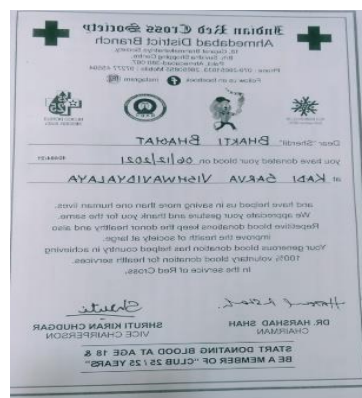 Indian Red Cross Society
Ahmedabad District Branch
Follow us on facebook Instagram
Dear "Sherdil" BHAKTI BHAGAT
you have donated your blood on 06/12/2021
at KADI SARVA VISHWAVIDYALAYA
and have helped us in saving more than one human lives.
We appreciate your gesture and thank you for the same.
Repetitive blood donations keep the donor healthy and also
improve the health of society at large.
Your generous blood donation has helped country in achieving
100% voluntary blood donation for health services.
In the service of Red Cross.
DR. HARSHAD SHAH
CHAIRMAN
SHRUTI KIRAN CHUDGAR
VICE CHAIRPERSON
START DONATING BLOOD AT AGE 18 &
BE A MEMBER OF "CLUB 25 / 25 YEARS"